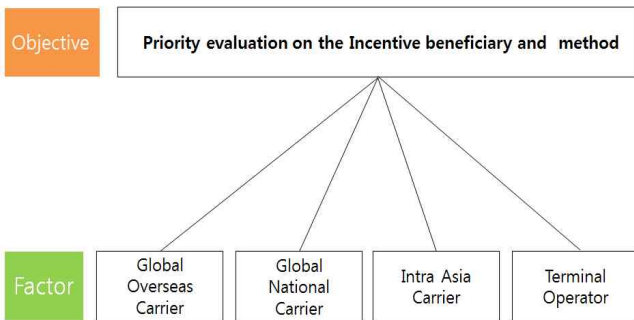 Objective
Priority evaluation on the Incentive beneficiary and method
Factor
Global
Overseas
Carrier
Global
National
Carrier
Intra Asia
Carrier
Terminal
Operator